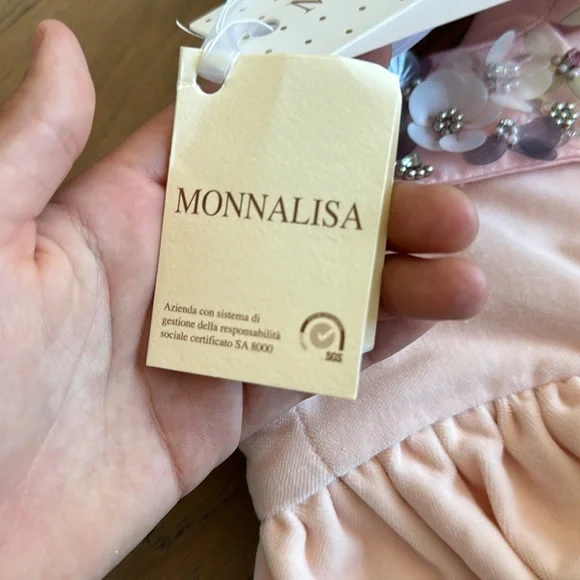 M
MONNALISA
Azienda con sistema di
gestione della responsabilità
sociale certificato SA 8000
SGS